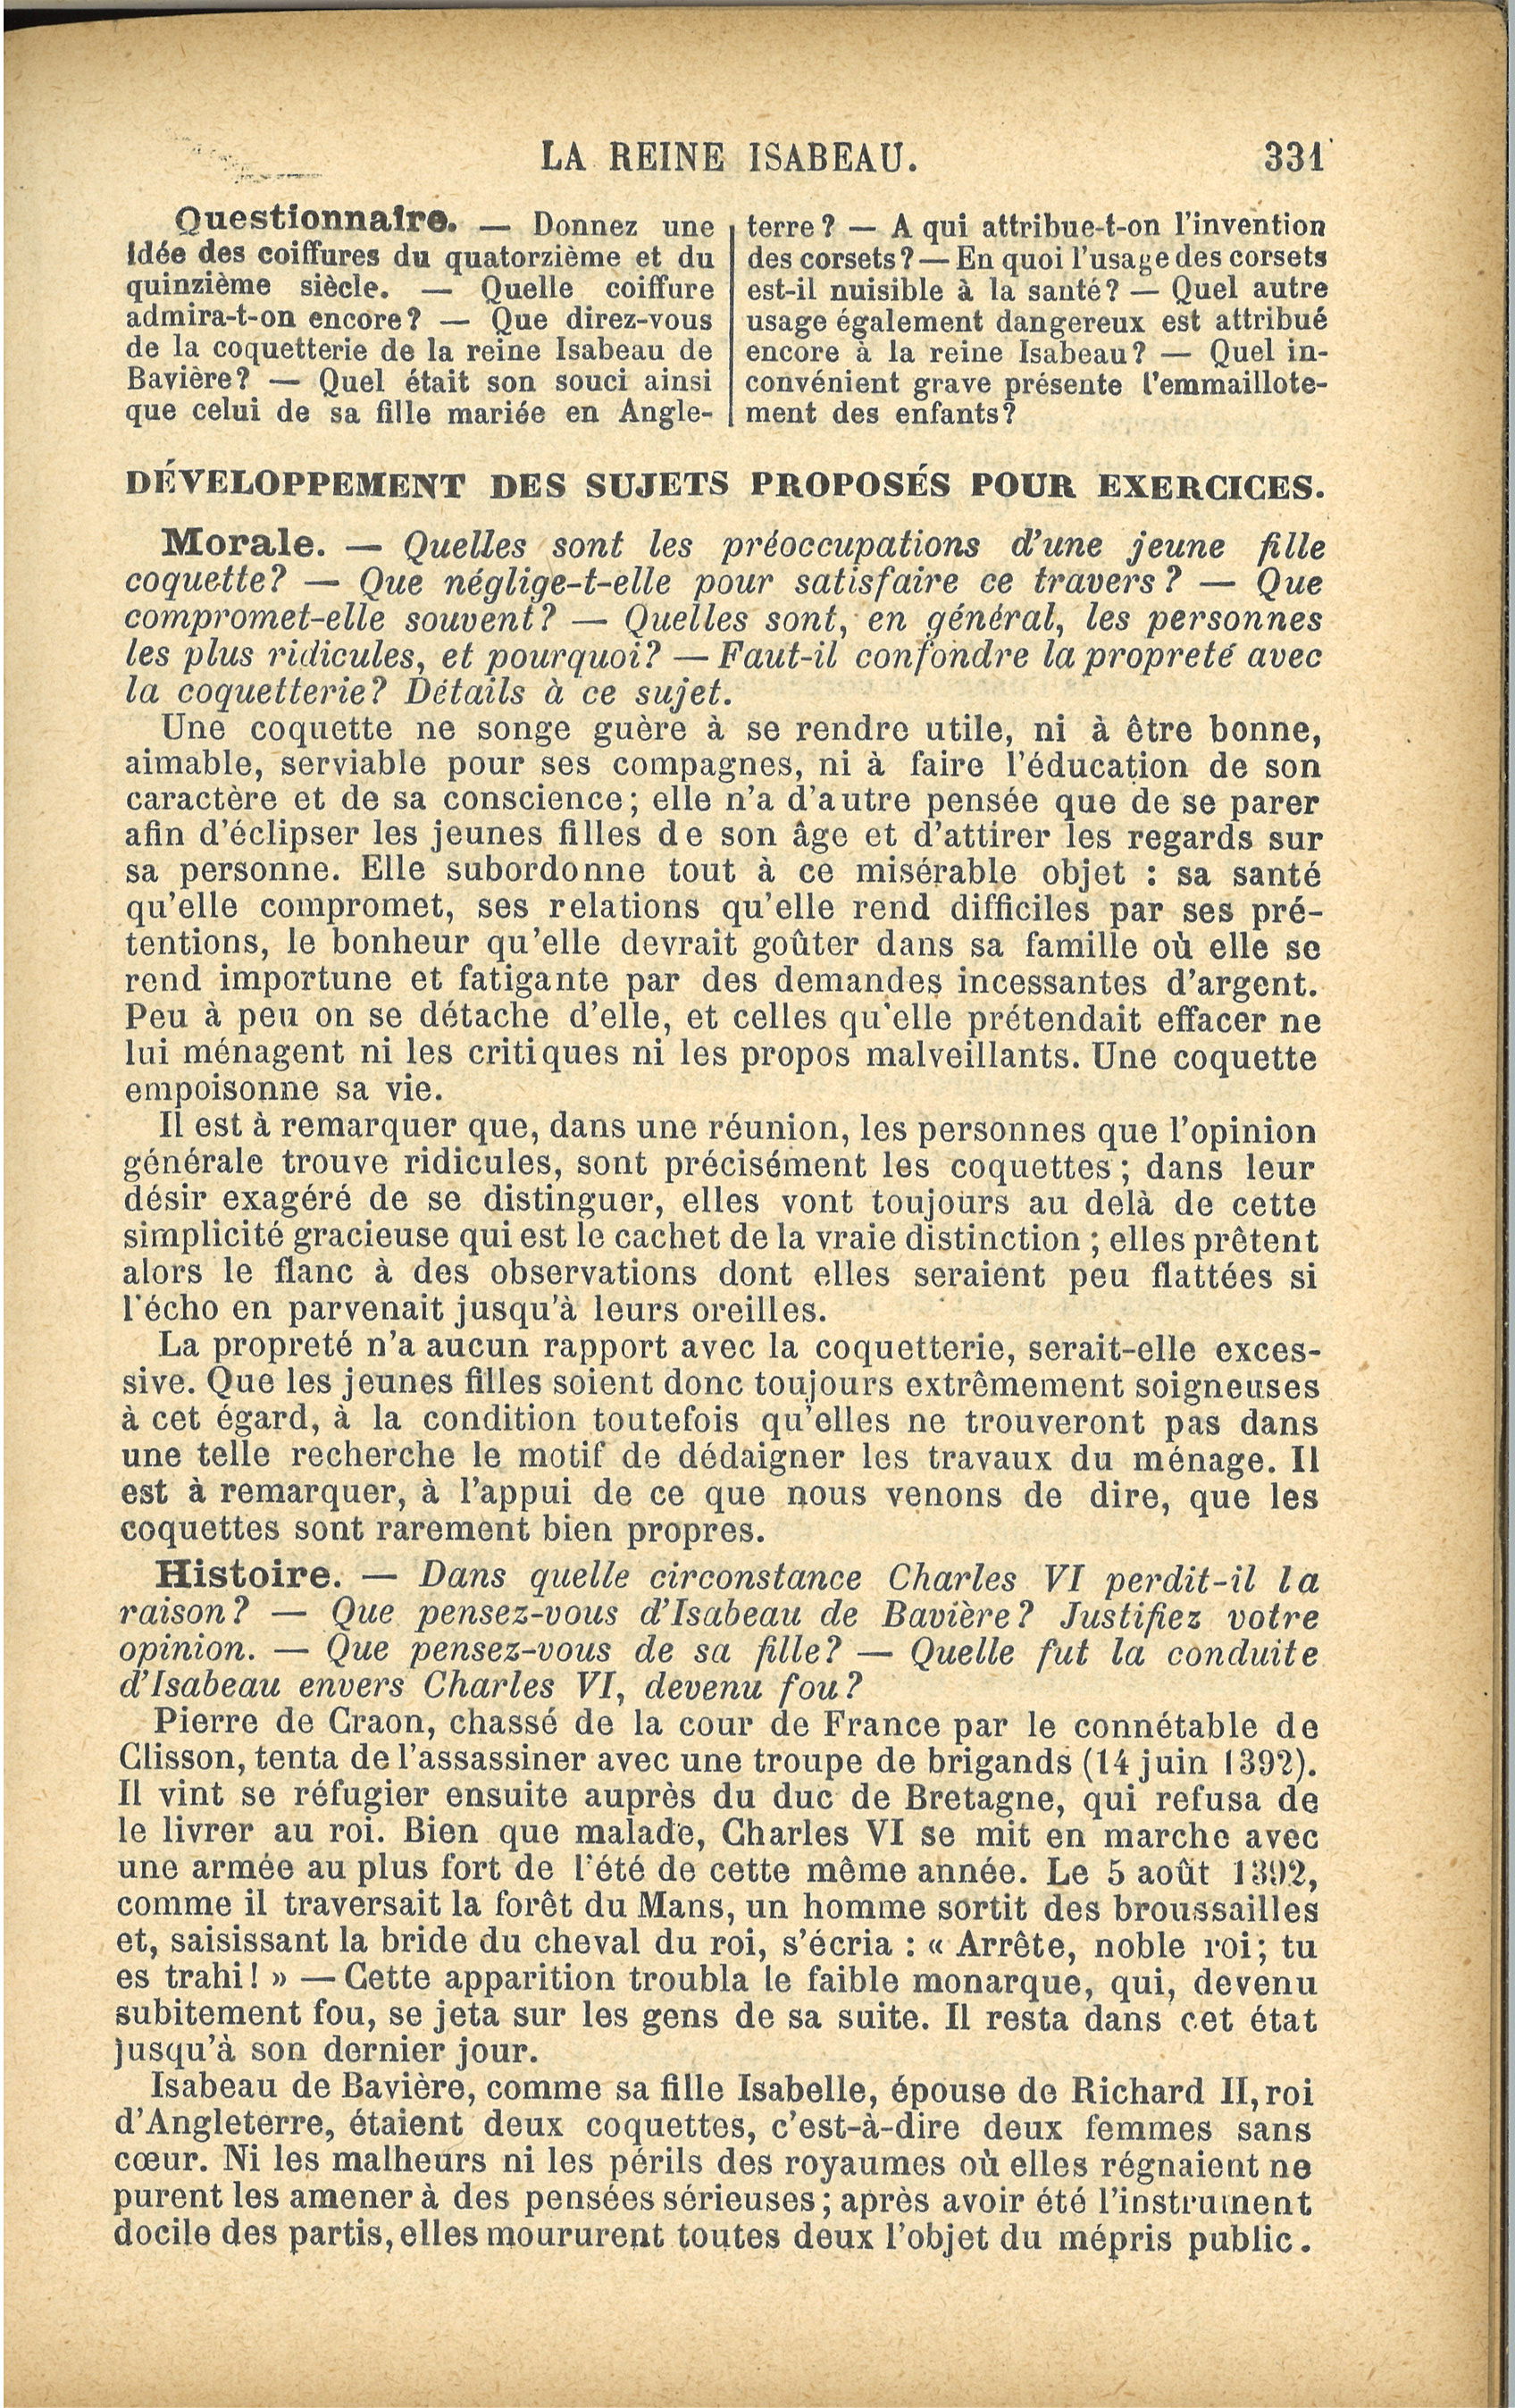 LA REINE ISABEAU. 331
Questionnaire. — Donnez une
idée des coiffures du quatorzième et du
quinzième siècle. — Quelle coiffure
admira-t-on encore? — Que direz-vous
de la coquetterie de la reine Isabeau de
Bavière? — Quel était son souci ainsi
que celui de sa fille mariée en Angle-
terre? — A qui attribue-t-on l'invention
des corsets? — En quoi l'usage des corsets
est-il nuisible à la santé? — Quel autre
usage également dangereux est attribué
encore à la reine Isabeau? — Quel in-
convénient grave présente l'emmaillote-
ment des enfants?
DÉVELOPPEMENT DES SUJETS PROPOSÉS POUR EXERCICES.
Morale. — Quelles sont les préoccupations d'une jeune fille
coquette? — Que néglige-t-elle pour satisfaire ce travers? — Que
compromet-elle souvent? — Quelles sont, en général, les personnes
les plus ridicules, et pourquoi? — Faut-il confondre la propreté avec
la coquetterie? Détails à ce sujet.
Une coquette ne songe guère à se rendre utile, ni à être bonne,
aimable, serviable pour ses compagnes, ni à faire l'éducation de son
caractère et de sa conscience; elle n'a d'autre pensée que de se parer
afin d'éclipser les jeunes filles de son âge et d'attirer les regards sur
sa personne. Elle subordonne tout à ce misérable objet : sa santé
qu'elle compromet, ses relations qu'elle rend difficiles par ses pré-
tentions, le bonheur qu'elle devrait goûter dans sa famille où elle se
rend importune et fatigante par des demandes incessantes d'argent.
Peu à peu on se détache d'elle, et celles qu'elle prétendait effacer ne
lui ménagent ni les critiques ni les propos malveillants. Une coquette
empoisonne sa vie.
Il est à remarquer que, dans une réunion, les personnes que l'opinion
générale trouve ridicules, sont précisément les coquettes; dans leur
désir exagéré de se distinguer, elles vont toujours au delà de cette
simplicité gracieuse qui est le cachet de la vraie distinction ; elles prêtent
alors le flanc à des observations dont elles seraient peu flattées si
l'écho en parvenait jusqu'à leurs oreilles.
La propreté n'a aucun rapport avec la coquetterie, serait-elle exces-
sive. Que les jeunes filles soient donc toujours extrêmement soigneuses
à cet égard, à la condition toutefois qu'elles ne trouveront pas dans
une telle recherche le motif de dédaigner les travaux du ménage. Il
est à remarquer, à l'appui de ce que nous venons de dire, que les
coquettes sont rarement bien propres.
Histoire. — Dans quelle circonstance Charles VI perdit-il la
raison? — Que pensez-vous d'Isabeau de Bavière? Justifiez votre
opinion. — Que pensez-vous de sa fille? — Quelle fut la conduite
d'Isabeau envers Charles VI, devenu fou?
Pierre de Craon, chassé de la cour de France par le connétable de
Clisson, tenta de l'assassiner avec une troupe de brigands (14 juin 1392).
Il vint se réfugier ensuite auprès du duc de Bretagne, qui refusa de
le livrer au roi. Bien que malade, Charles VI se mit en marche avec
une armée au plus fort de l'été de cette même année. Le 5 août 1392,
comme il traversait la forêt du Mans, un homme sortit des broussailles
et, saisissant la bride du cheval du roi, s'écria : « Arrête, noble roi; tu
es trahi! » — Cette apparition troubla le faible monarque, qui, devenu
subitement fou, se jeta sur les gens de sa suite. Il resta dans cet état
jusqu'à son dernier jour.
Isabeau de Bavière, comme sa fille Isabelle, épouse de Richard II, roi
d'Angleterre, étaient deux coquettes, c'est-à-dire deux femmes sans
cœur. Ni les malheurs ni les périls des royaumes où elles régnaient ne
purent les amener à des pensées sérieuses; après avoir été l'instrument
docile des partis, elles moururent toutes deux l'objet du mépris public.